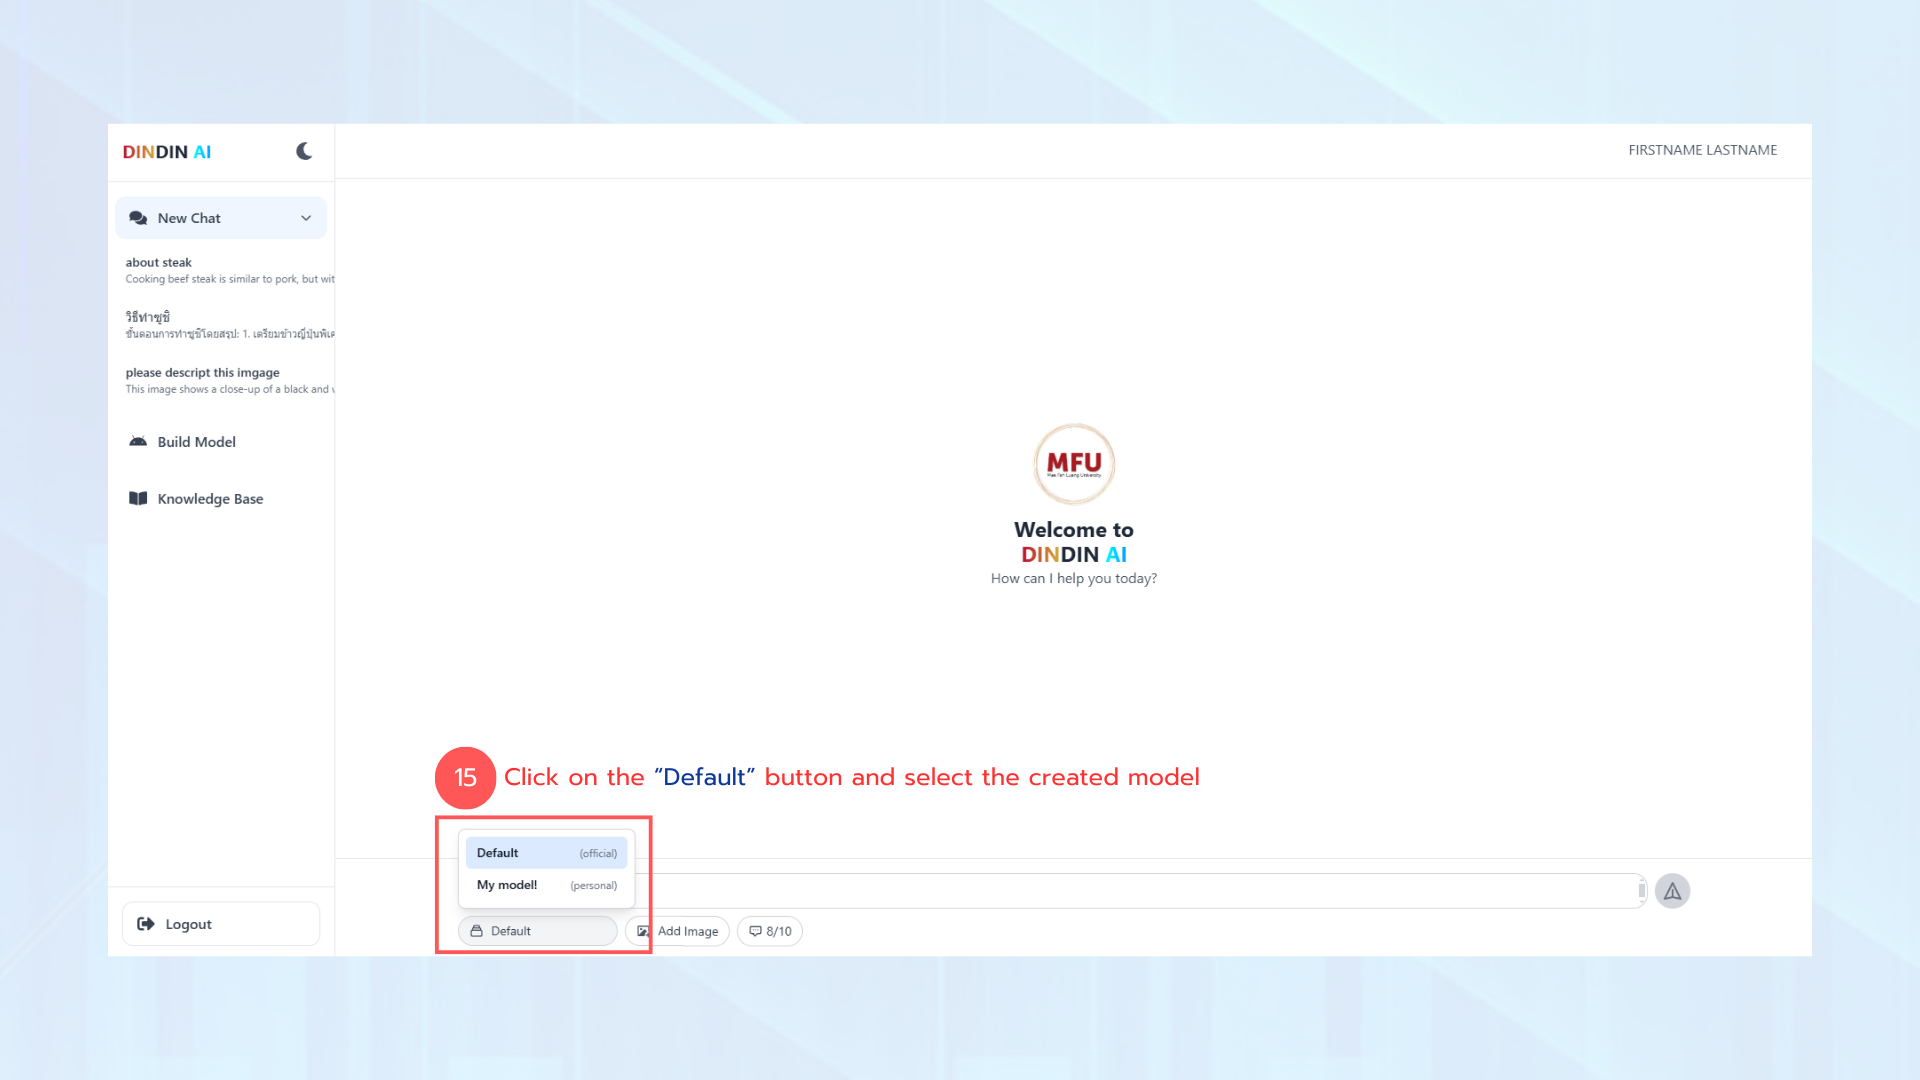 DINDIN AI
FIRSTNAME LASTNAME
New Chat
about steak
Cooking beef steak is similar to pork, but wit
วิธีทำซูชิ
ขั้นตอนการทำซูชิโดยสรุป: 1. เตรียมข้าวญี่ปุ่นพิเศ
please descript this imgage
This image shows a close-up of a black and w
Build Model
Knowledge Base
MFU
Mae Fah Luang University
Welcome to
DINDIN AI
How can I help you today?
15 Click on the “Default” button and select the created model
Default (official)
My model! (personal)
Default
Add Image
8/10
Logout